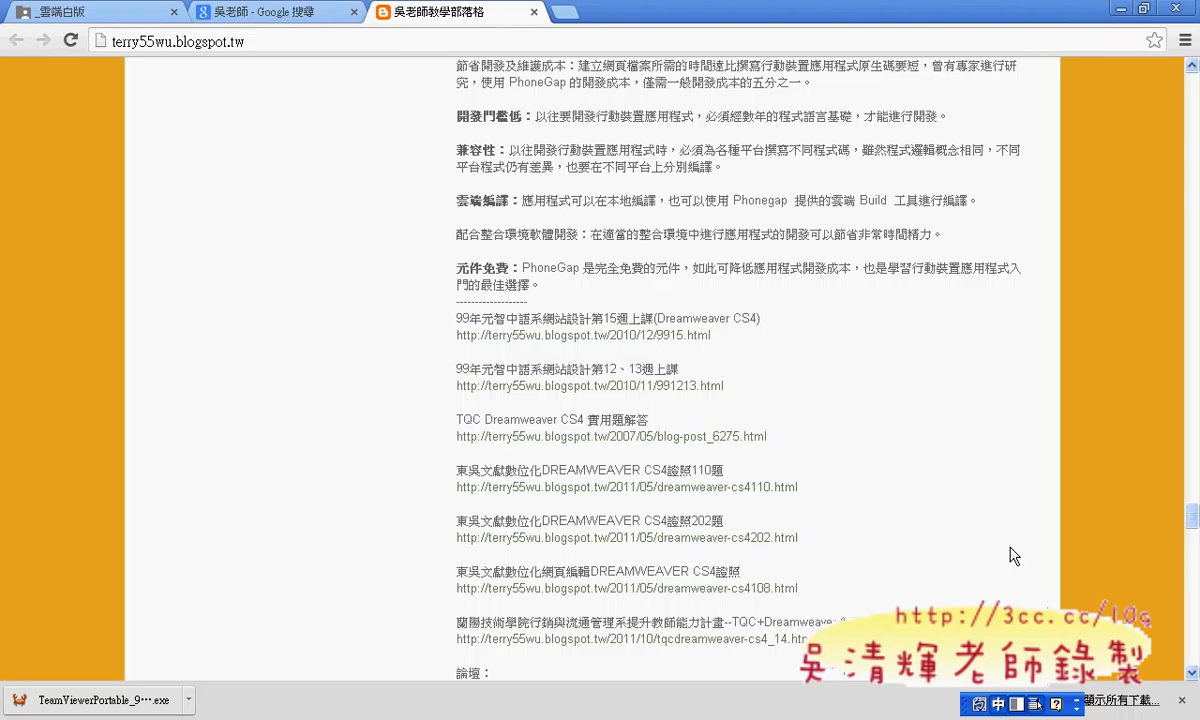 _雲端白版
吳老師 - Google 搜尋
吳老師教學部落格
terry55wu.blogspot.tw
節省開發及維護成本：建立網頁檔案所需的時間遠比撰寫行動裝置應用程式原生碼要短，曾有專家進行研
究，使用 PhoneGap 的開發成本，僅需一般開發成本的五分之一。
開發門檻低：以往要開發行動裝置應用程式，必須經數年的程式語言基礎，才能進行開發。
兼容性：以往開發行動裝置應用程式時，必須為各種平台撰寫不同程式碼，雖然程式邏輯概念相同，不同
平台程式仍有差異，也要在不同平台上分別編譯。
雲端編譯：應用程式可以在本地編譯，也可以使用 Phonegap 提供的雲端 Build 工具進行編譯。
配合整合環境軟體開發：在適當的整合環境中進行應用程式的開發可以節省非常時間精力。
元件免費：PhoneGap 是完全免費的元件，如此可降低應用程式開發成本，也是學習行動裝置應用程式入
門的最佳選擇。
-------------------
99年元智中語系網站設計第15週上課(Dreamweaver CS4)
http://terry55wu.blogspot.tw/2010/12/9915.html
99年元智中語系網站設計第12、13週上課
http://terry55wu.blogspot.tw/2010/11/991213.html
TQC Dreamweaver CS4 實用題解答
http://terry55wu.blogspot.tw/2007/05/blog-post_6275.html
東吳文獻數位化DREAMWEAVER CS4證照110題
http://terry55wu.blogspot.tw/2011/05/dreamweaver-cs4110.html
東吳文獻數位化DREAMWEAVER CS4證照202題
http://terry55wu.blogspot.tw/2011/05/dreamweaver-cs4202.html
東吳文獻數位化網頁編輯DREAMWEAVER CS4證照
http://terry55wu.blogspot.tw/2011/05/dreamweaver-cs4108.html
蘭陽技術學院行銷與流通管理系提升教師能力計畫--TQC+Dreamweaver
http://terry55wu.blogspot.tw/2011/10/tqcdreamweaver-cs4_14.htm
論壇：
http://3cc.cc/10q
吳清輝老師錄製
TeamViewerPortable_9....exe
中
顯示所有下載...